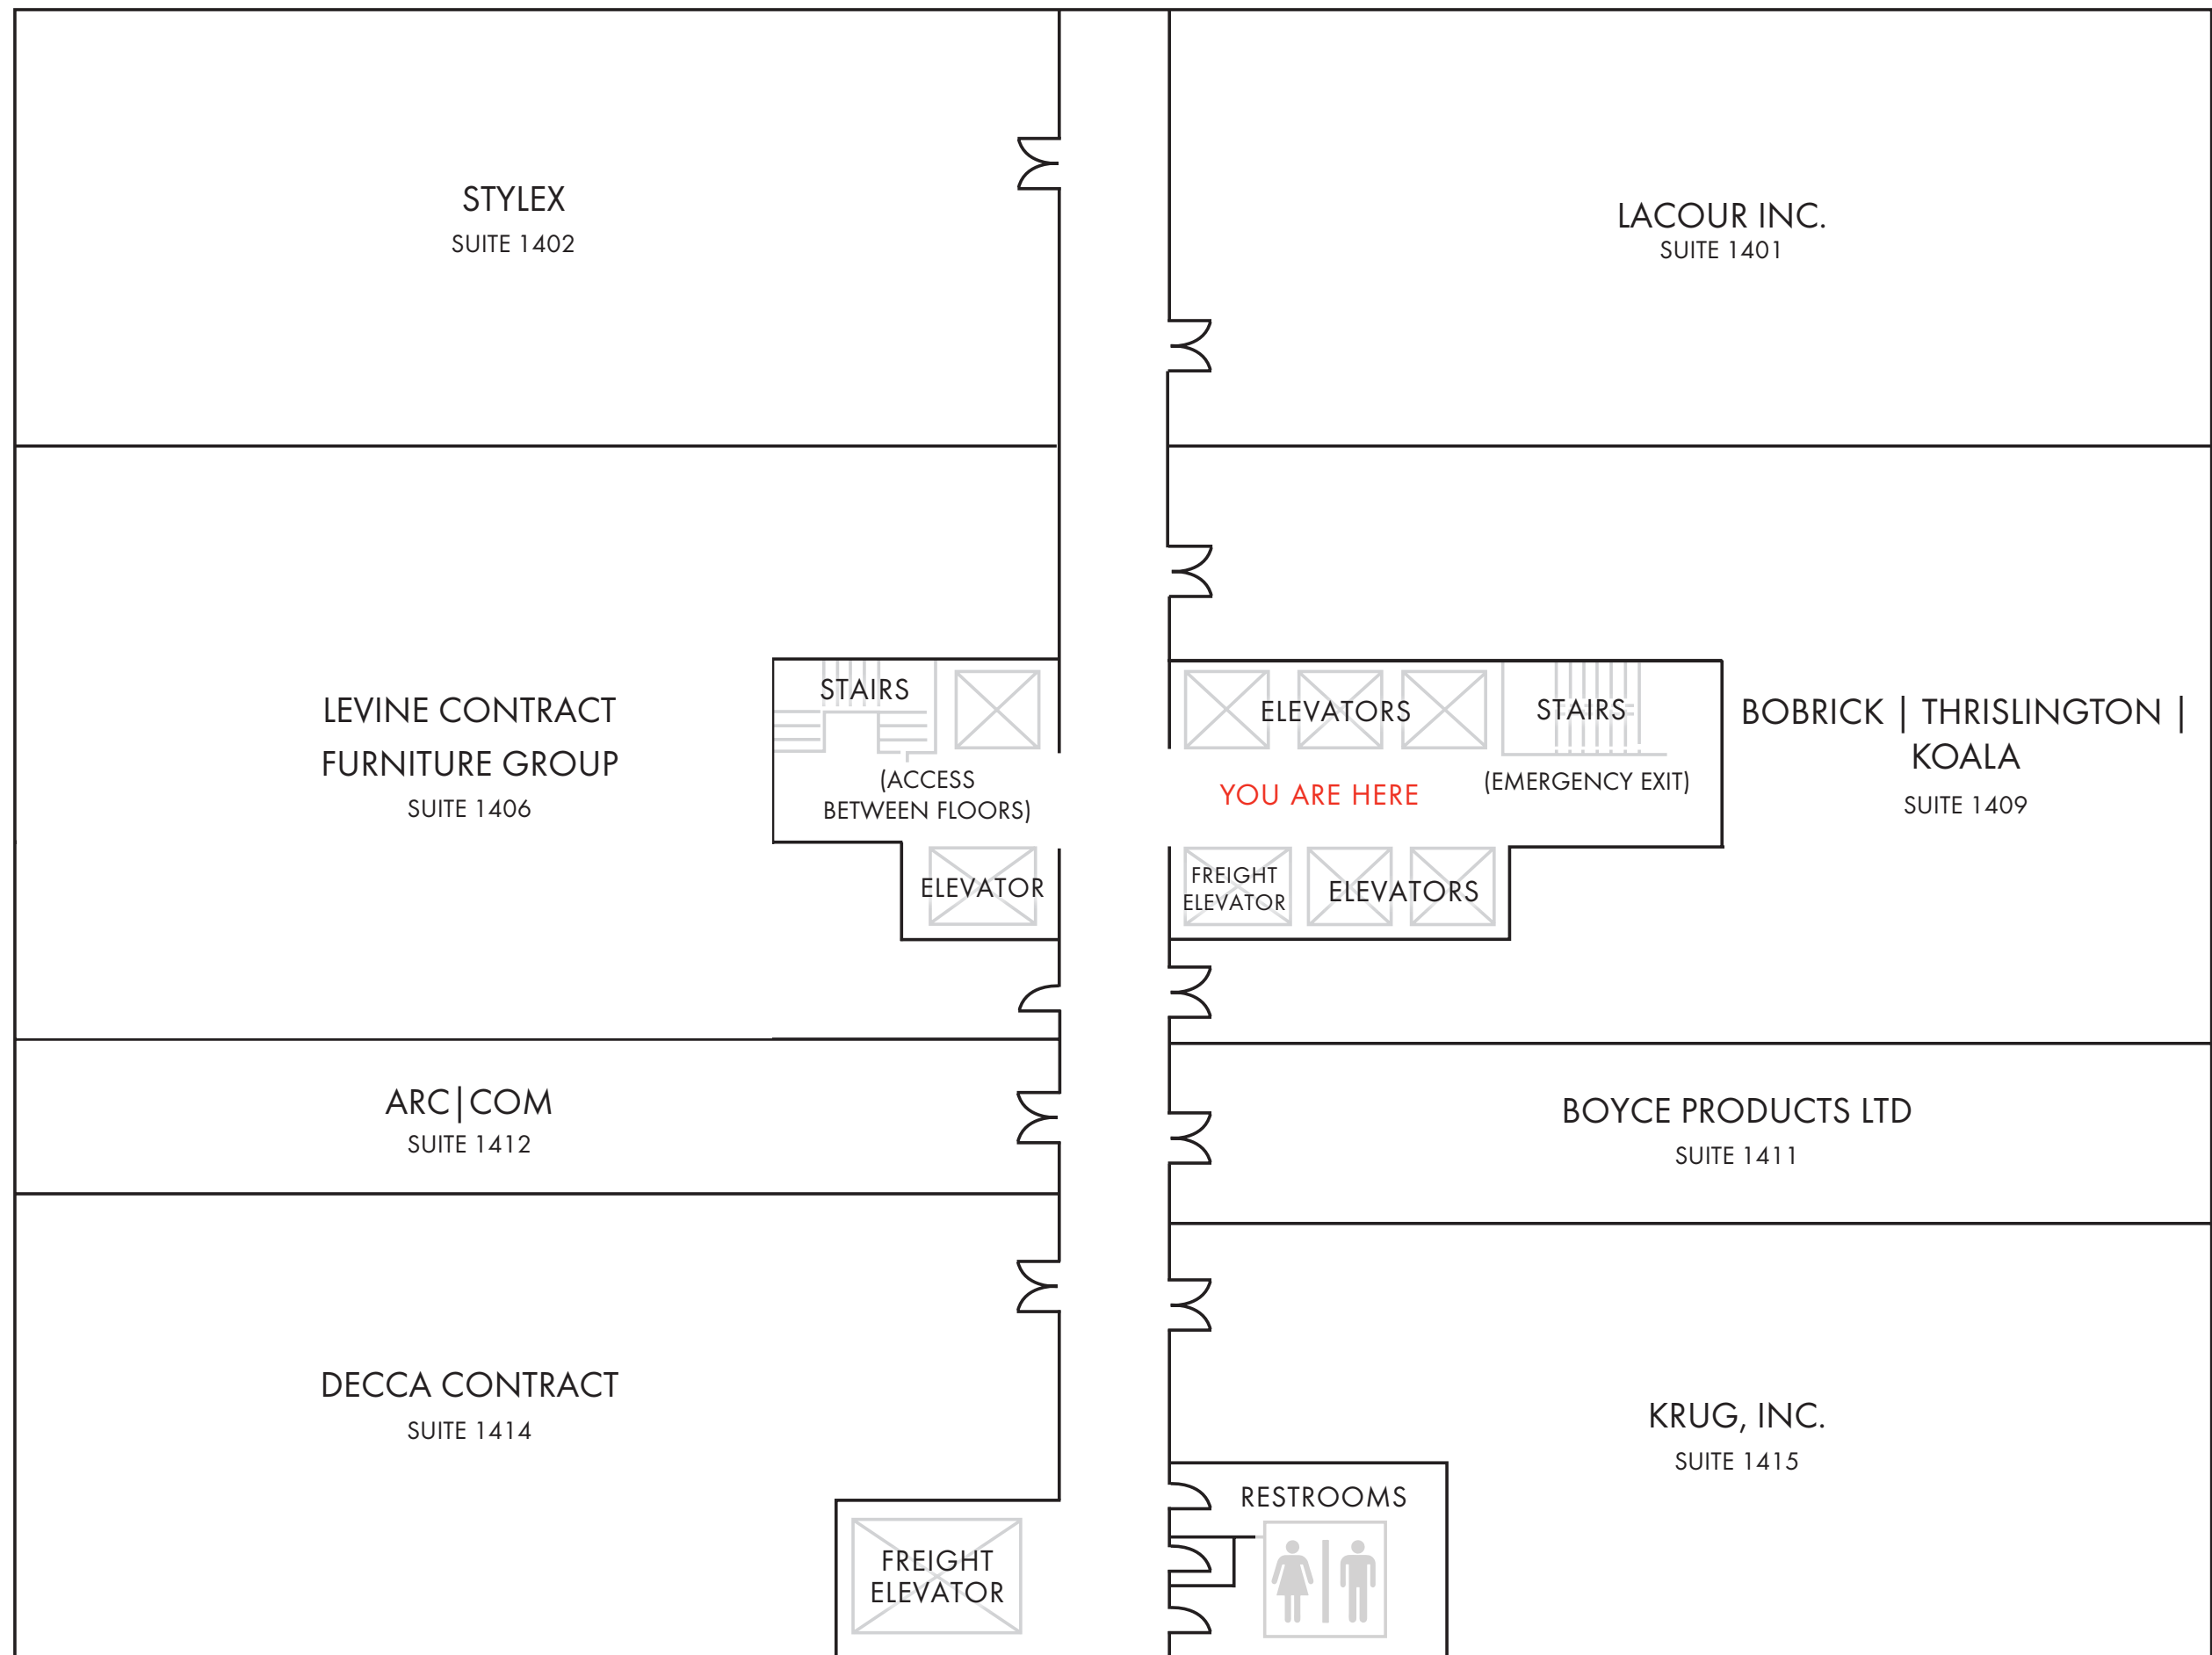 STYLEX
SUITE 1402
LACOUR INC.
SUITE 1401
LEVINE CONTRACT
FURNITURE GROUP
SUITE 1406
STAIRS
(ACCESS
BETWEEN FLOORS)
ELEVATOR
ELEVATORS
STAIRS
YOU ARE HERE
(EMERGENCY EXIT)
FREIGHT
ELEVATOR
ELEVATORS
BOBRICK | THRISLINGTON |
KOALA
SUITE 1409
ARC|COM
SUITE 1412
BOYCE PRODUCTS LTD
SUITE 1411
DECCA CONTRACT
SUITE 1414
KRUG, INC.
SUITE 1415
FREIGHT
ELEVATOR
RESTROOMS